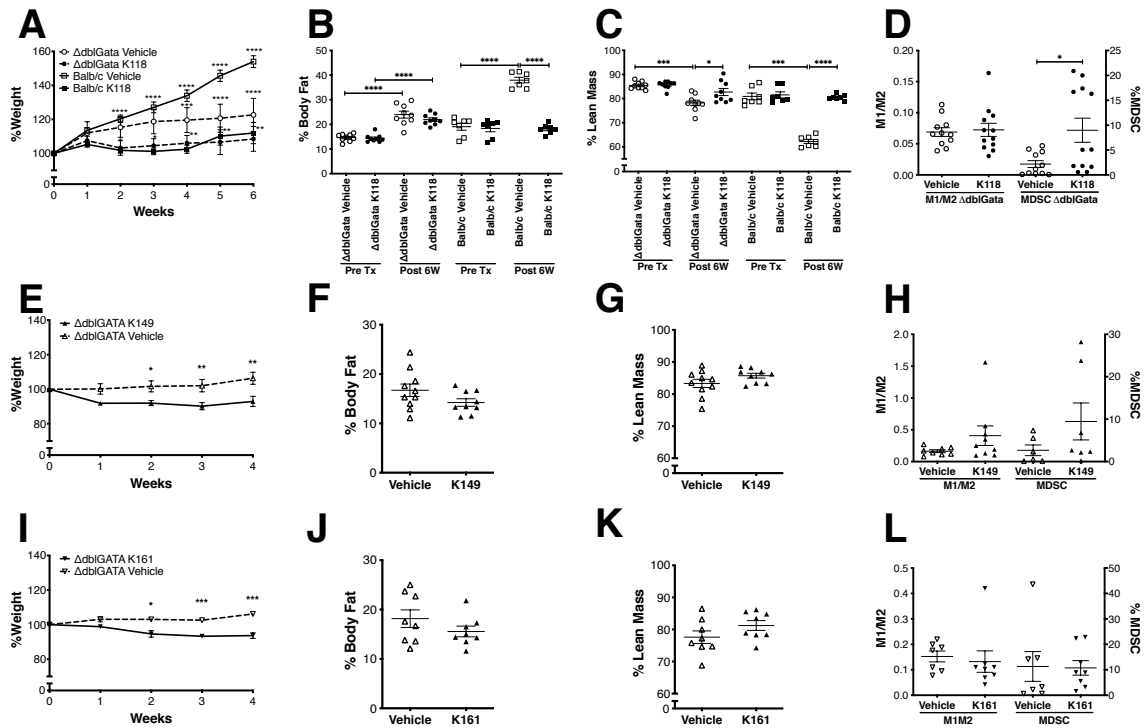 A
ΔdblGata Vehicle
ΔdblGata K118
Balb/c Vehicle
Balb/c K118
%Weight
160
140
120
100
0
****
****
****
****
****
***
*
**
***
**
0 1 2 3 4 5 6
Weeks
B
% Body Fat
50
40
30
20
10
0
****
****
****
****
ΔdblGata Vehicle
ΔdblGata K118
ΔdblGata Vehicle
ΔdblGata K118
Balb/c Vehicle
Balb/c K118
Balb/c Vehicle
Balb/c K118
Pre Tx Post 6W Pre Tx Post 6W
C
% Lean Mass
100
90
80
70
60
0
*** * *** ****
ΔdblGata Vehicle
ΔdblGata K118
ΔdblGata Vehicle
ΔdblGata K118
Balb/c Vehicle
Balb/c K118
Balb/c Vehicle
Balb/c K118
Pre Tx Post 6W Pre Tx Post 6W
D
M1/M2
0.20
0.15
0.10
0.05
0.00
*
25
20
15
10
5
0
%MDSC
Vehicle K118 Vehicle K118
M1/M2 ΔdblGata MDSC ΔdblGata
E
ΔdblGATA K149
ΔdblGATA Vehicle
%Weight
140
120
100
80
0
* ** **
0 1 2 3 4
Weeks
F
% Body Fat
30
20
10
0
Vehicle K149
G
% Lean Mass
100
90
80
70
60
0
Vehicle K149
H
M1/M2
2.0
1.5
1.0
0.5
0.0
30
20
10
0
%MDSC
Vehicle K149 Vehicle K149
M1/M2 MDSC
I
ΔdblGATA K161
ΔdblGATA Vehicle
%Weight
140
120
100
80
0
* *** ***
0 1 2 3 4
Weeks
J
% Body Fat
30
20
10
0
Vehicle K161
K
% Lean Mass
100
90
80
70
60
0
Vehicle K161
L
M1/M2
0.5
0.4
0.3
0.2
0.1
0.0
50
40
30
20
10
0
% MDSC
Vehicle K161 Vehicle K161
M1M2 MDSC